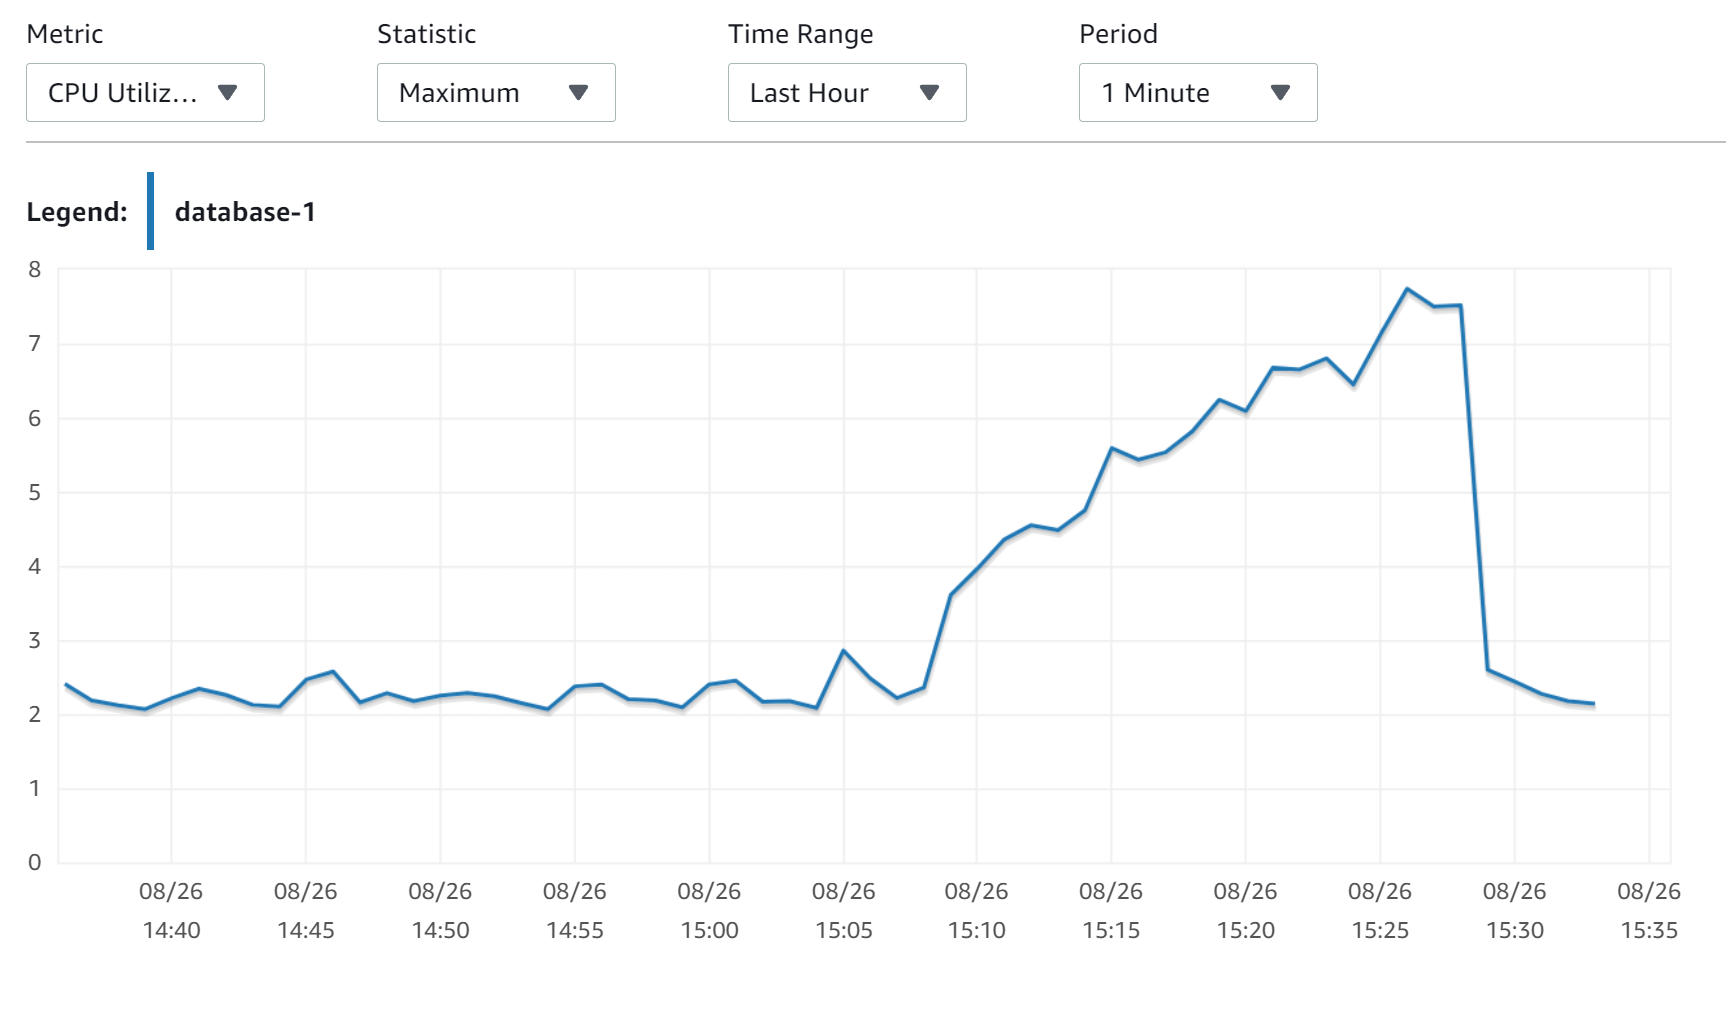 Metric Statistic Time Range Period
CPU Utiliz... Maximum Last Hour 1 Minute
Legend: database-1
8
7
6
5
4
3
2
1
0
08/26 08/26 08/26 08/26 08/26 08/26 08/26 08/26 08/26 08/26 08/26 08/26
14:40 14:45 14:50 14:55 15:00 15:05 15:10 15:15 15:20 15:25 15:30 15:35